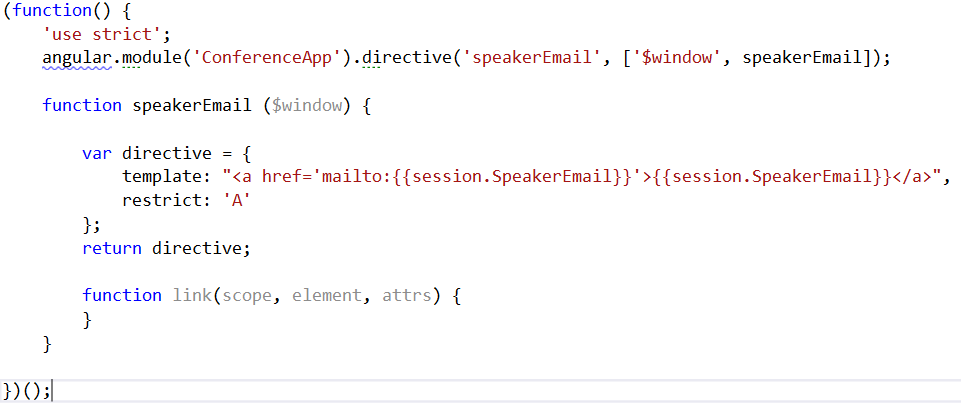 (function() {
    'use strict';
    angular.module('ConferenceApp').directive('speakerEmail', ['$window', speakerEmail]);
    function speakerEmail ($window) {
        var directive = {
            template: "<a href='mailto:{{session.SpeakerEmail}}'>{{session.SpeakerEmail}}</a>",
            restrict: 'A'
        };
        return directive;
        function link(scope, element, attrs) {
        }
    }
})();